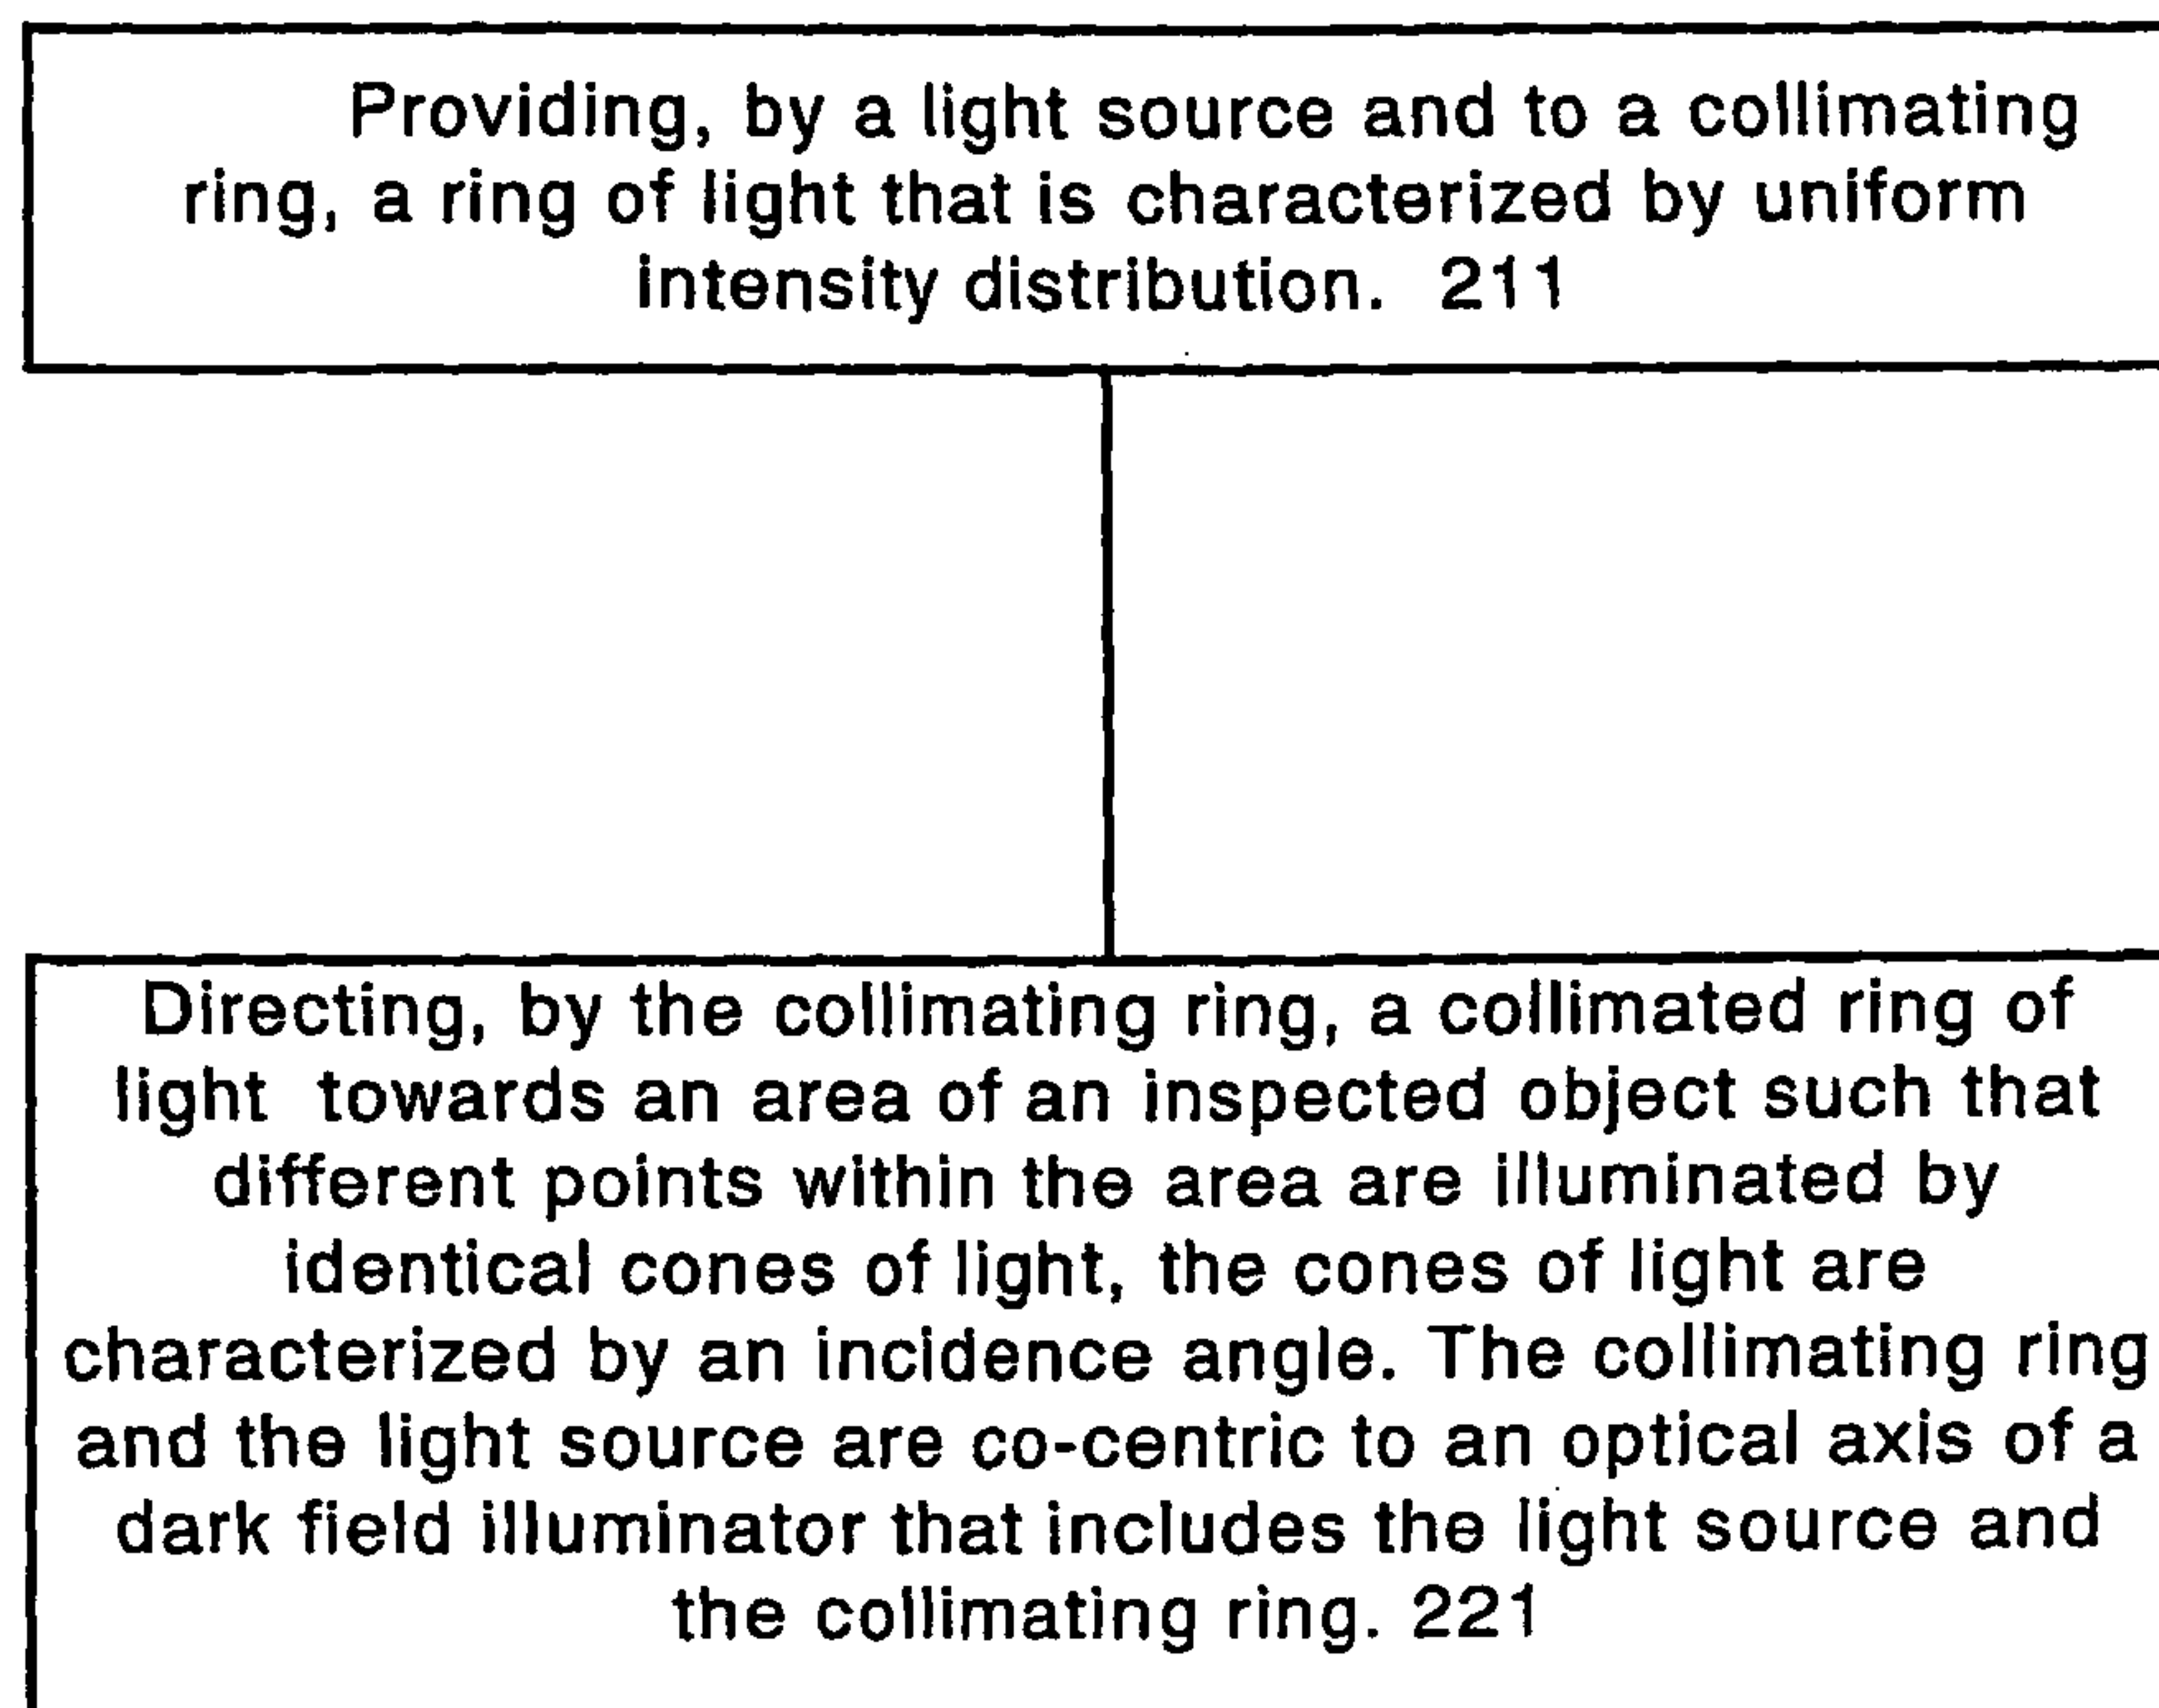 Providing, by a light source and to a collimating
ring, a ring of light that is characterized by uniform
intensity distribution. 211
Directing, by the collimating ring, a collimated ring of
light towards an area of an inspected object such that
different points within the area are illuminated by
identical cones of light, the cones of light are
characterized by an incidence angle. The collimating ring
and the light source are co-centric to an optical axis of a
dark field illuminator that includes the light source and
the collimating ring. 221